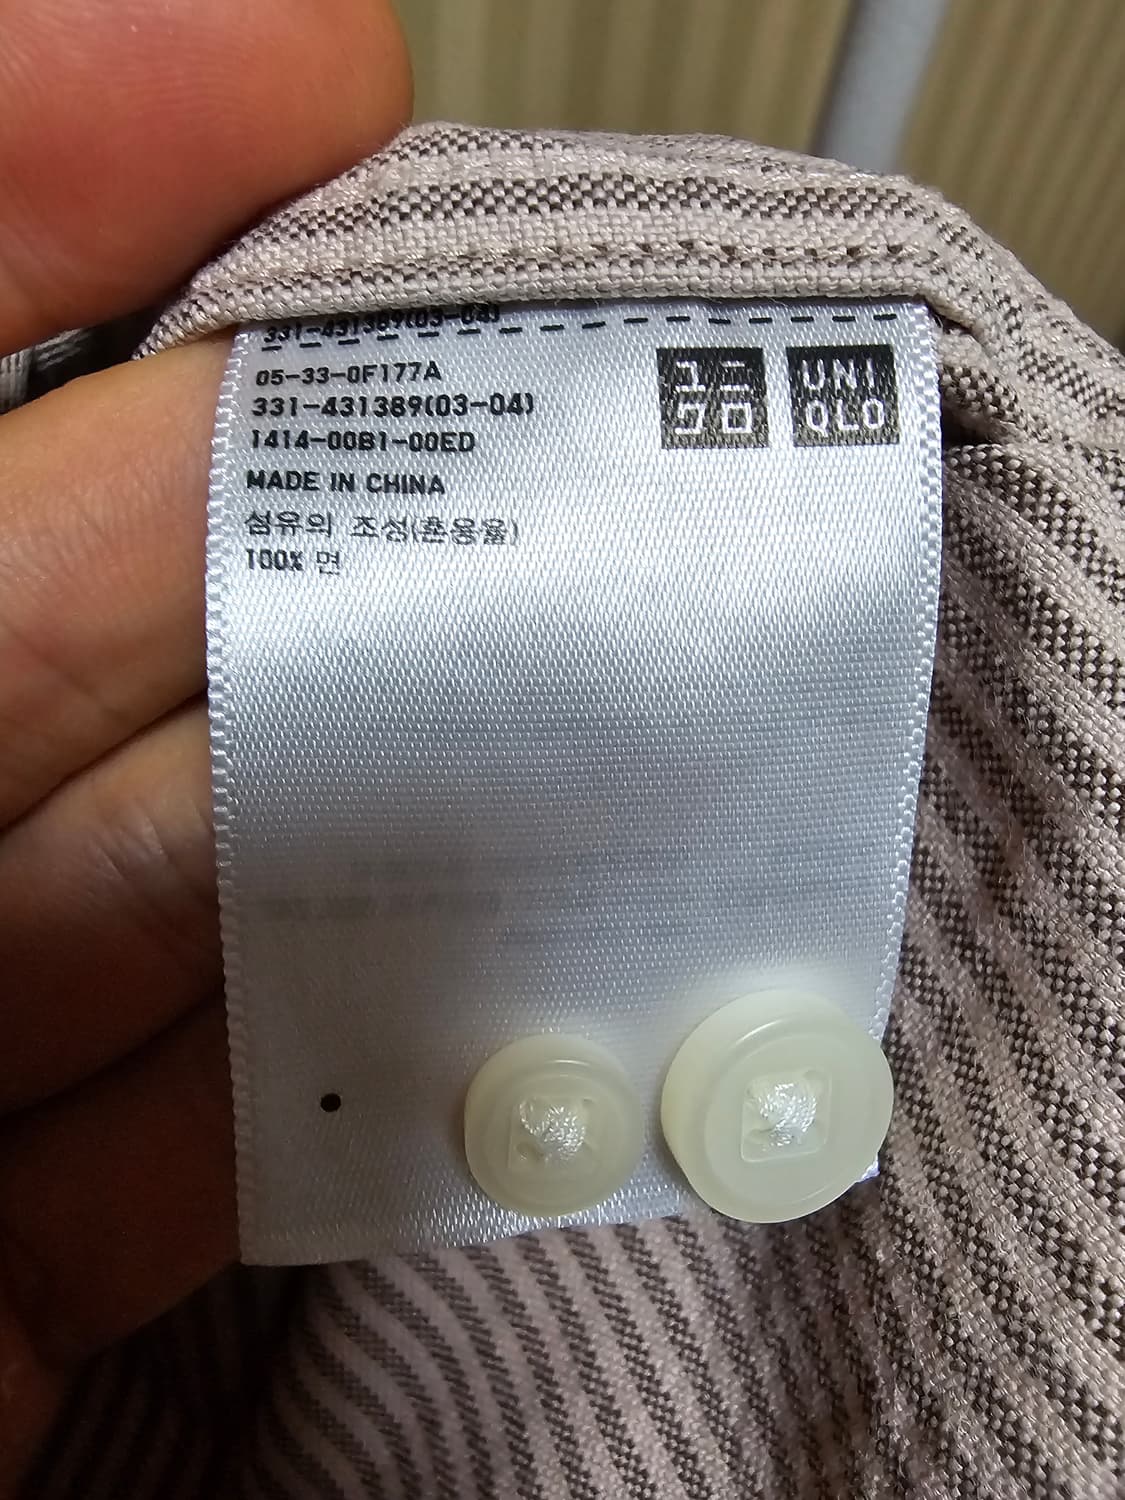 331-431389(03-04)
05-33-0F177A
331-431389(03-04)
1414-00B1-00ED
MADE IN CHINA
섬유의 조성(혼용율)
100% 면
ユニ
クロ
UNI
QLO